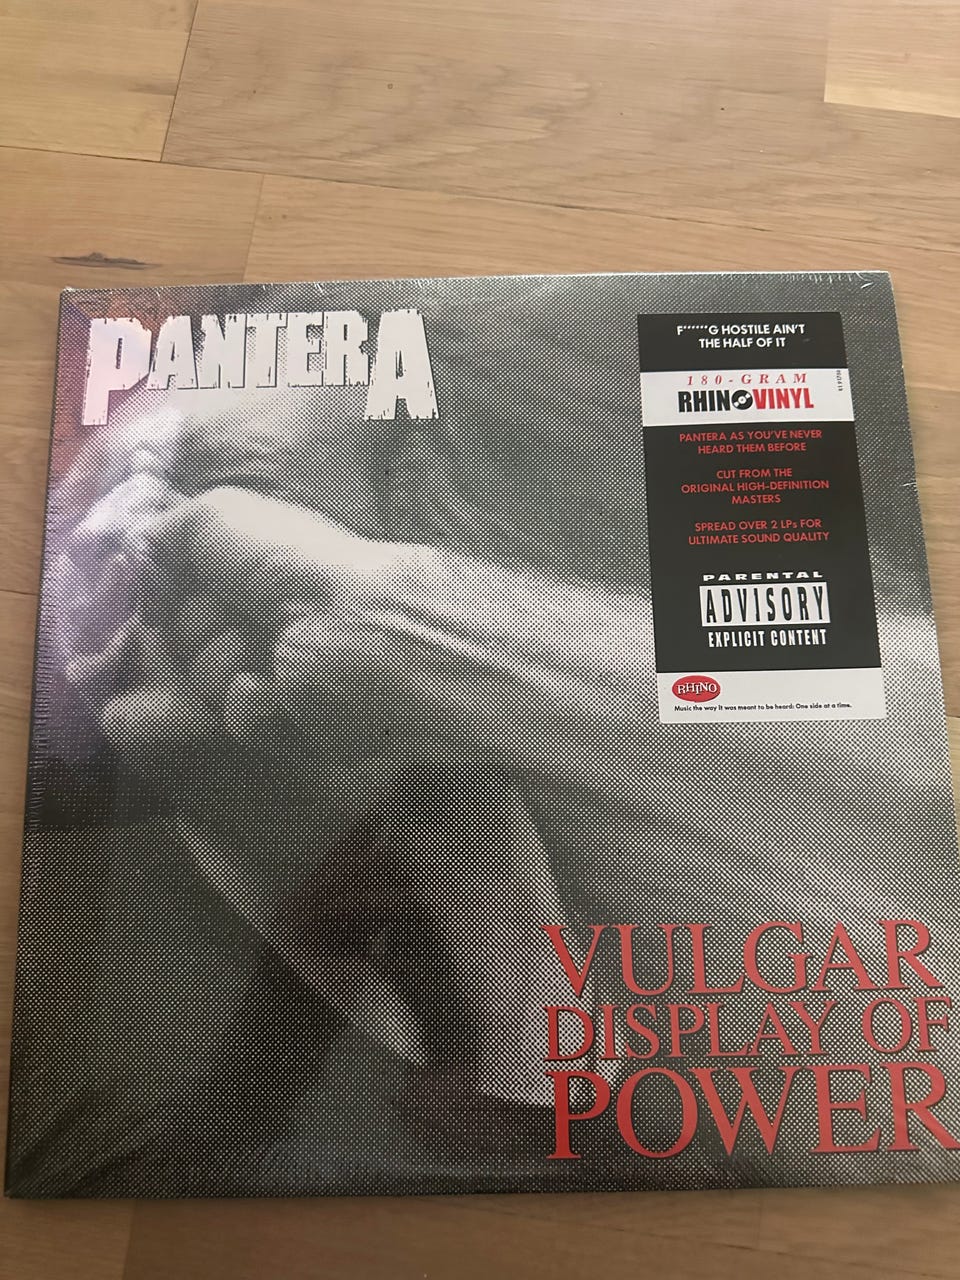 PANTERA
F******G HOSTILE AIN'T
THE HALF OF IT
180-GRAM
RHINO VINYL
PANTERA AS YOU'VE NEVER
HEARD THEM BEFORE
CUT FROM THE
ORIGINAL HIGH-DEFINITION
MASTERS
SPREAD OVER 2 LPs FOR
ULTIMATE SOUND QUALITY
PARENTAL
ADVISORY
EXPLICIT CONTENT
RHINO
Music the way it was meant to be heard: One side at a time.
VULGAR
DISPLAY OF
POWER